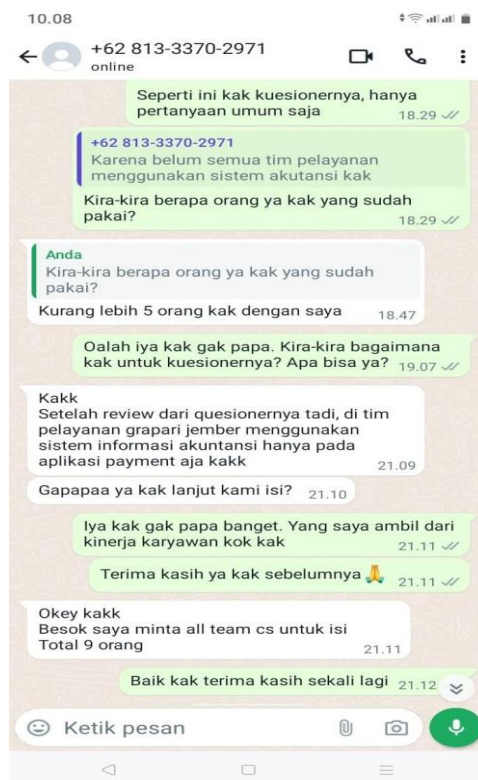 10.08
+62 813-3370-2971
online
Seperti ini kak kuesionernya, hanya
pertanyaan umum saja
18.29
+62 813-3370-2971
Karena belum semua tim pelayanan
menggunakan sistem akutansi kak
Kira-kira berapa orang ya kak yang sudah
pakai?
18.29
Anda
Kira-kira berapa orang ya kak yang sudah
pakai?
Kurang lebih 5 orang kak dengan saya 18.47
Oalah iya kak gak papa. Kira-kira bagaimana
kak untuk kuesionernya? Apa bisa ya? 19.07
Kakk
Setelah review dari quesionernya tadi, di tim
pelayanan grapari jember menggunakan
sistem informasi akuntansi hanya pada
aplikasi payment aja kakk
21.09
Gapapaa ya kak lanjut kami isi? 21.10
Iya kak gak papa banget. Yang saya ambil dari
kinerja karyawan kok kak
21.11
Terima kasih ya kak sebelumnya 🙏 21.11
Okey kakk
Besok saya minta all team cs untuk isi
Total 9 orang
21.11
Baik kak terima kasih sekali lagi 21.12
Ketik pesan